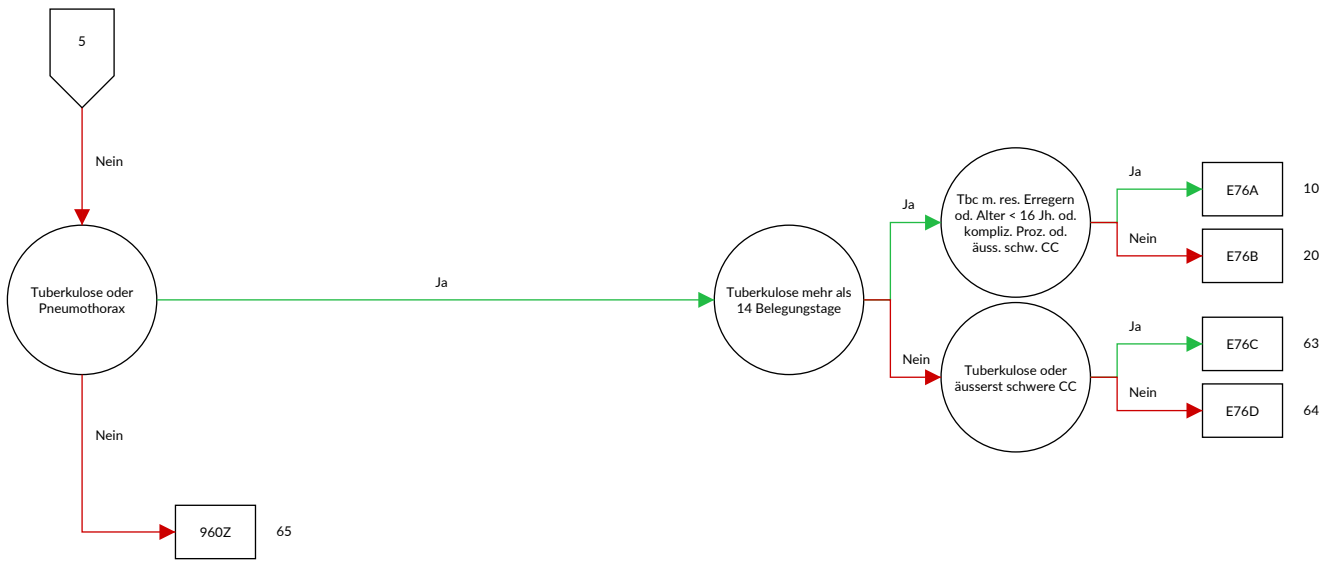 5
Nein
Tuberkulose oder
Pneumothorax
Ja
Tuberkulose mehr als
14 Belegungstage
Ja
Tbc m. res. Erregern
od. Alter < 16 Jh. od.
kompliz. Proz. od.
äuss. schw. CC
Ja
E76A
10
Nein
E76B
20
Nein
Tuberkulose oder
äusserst schwere CC
Ja
E76C
63
Nein
E76D
64
Nein
960Z
65